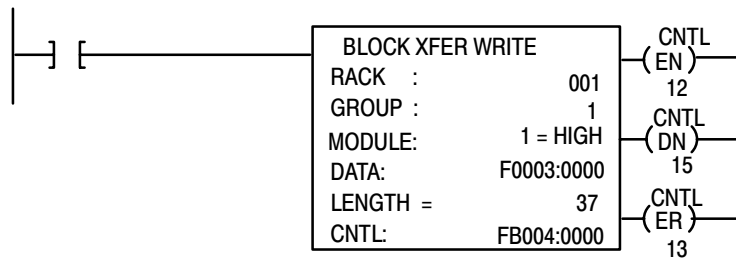 BLOCK XFER WRITE
RACK : 001
GROUP : 1
MODULE: 1 = HIGH
DATA: F0003:0000
LENGTH = 37
CNTL: FB004:0000
CNTL
EN
12
CNTL
DN
15
CNTL
ER
13